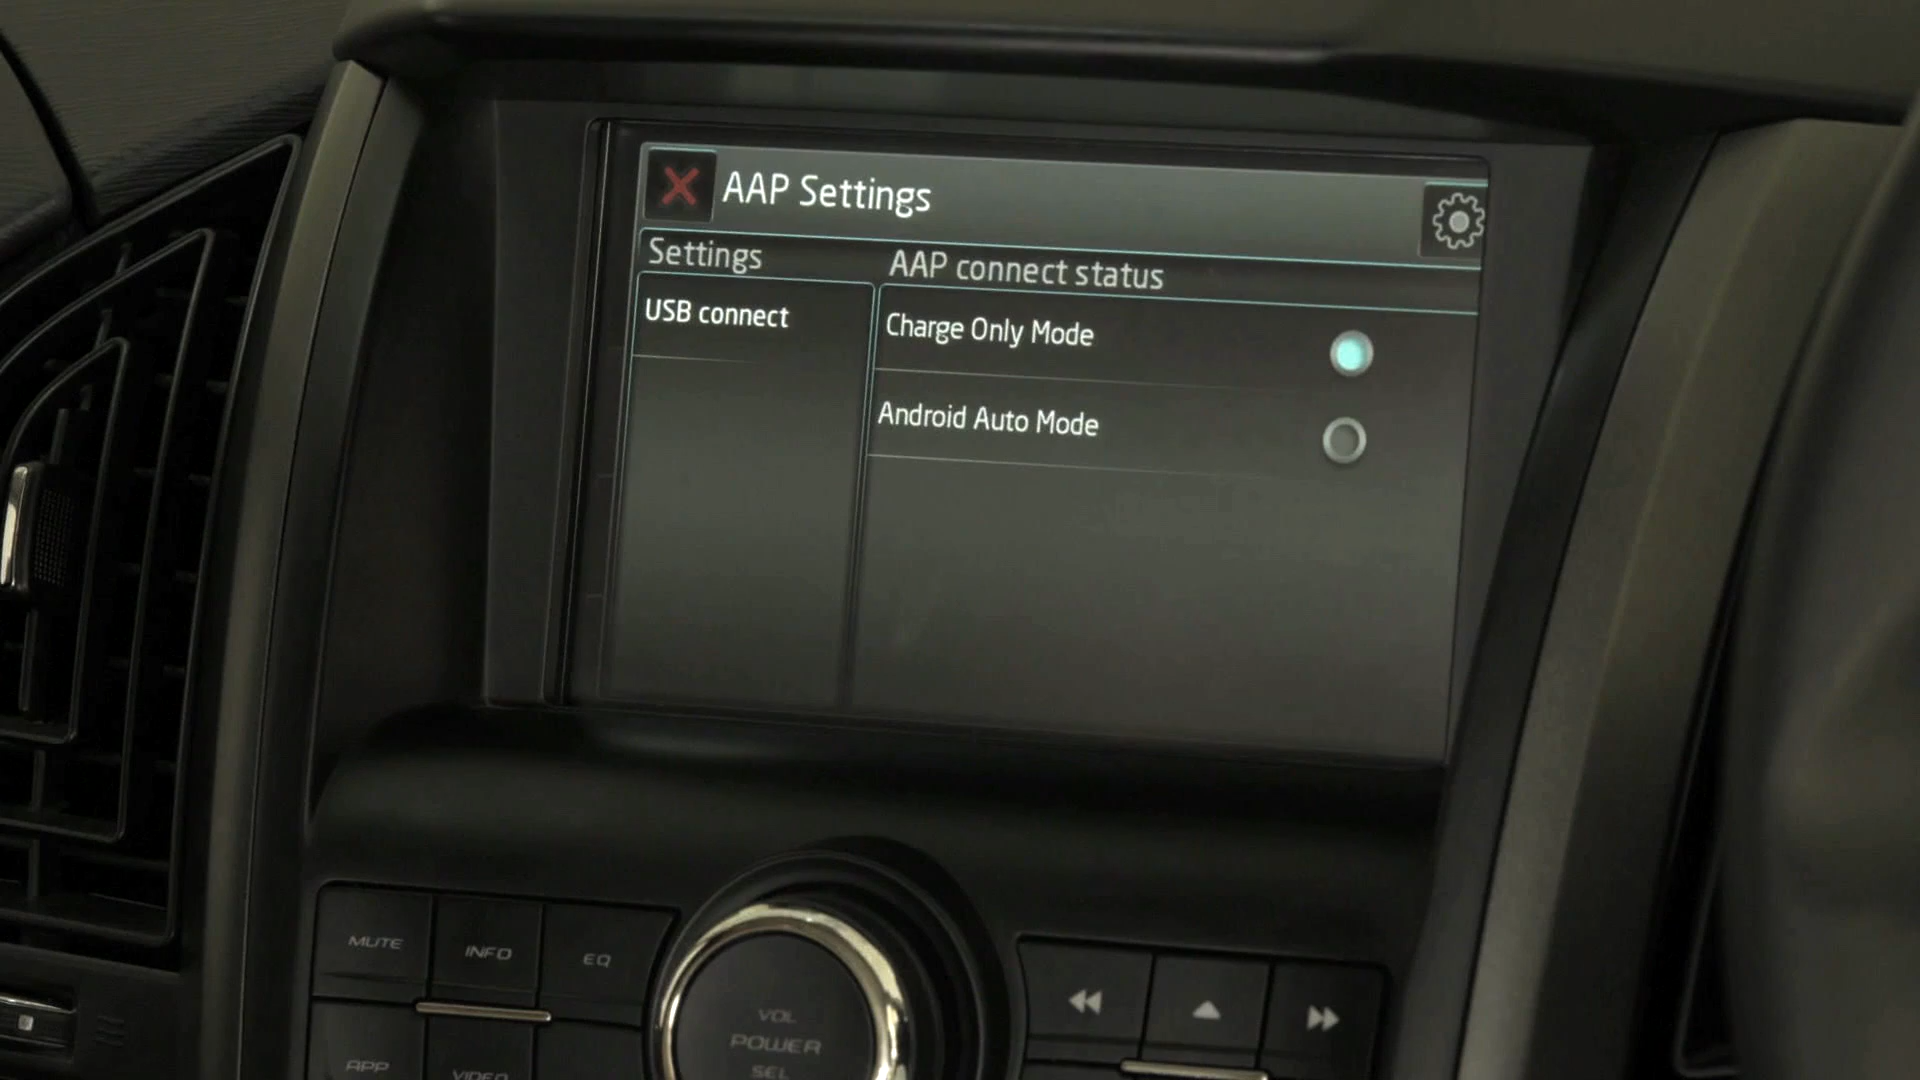 AAP Settings
Settings
AAP connect status
USB connect
Charge Only Mode
Android Auto Mode
MUTE
INFO
EQ
VOL
POWER
SEL
APP
VIDEO